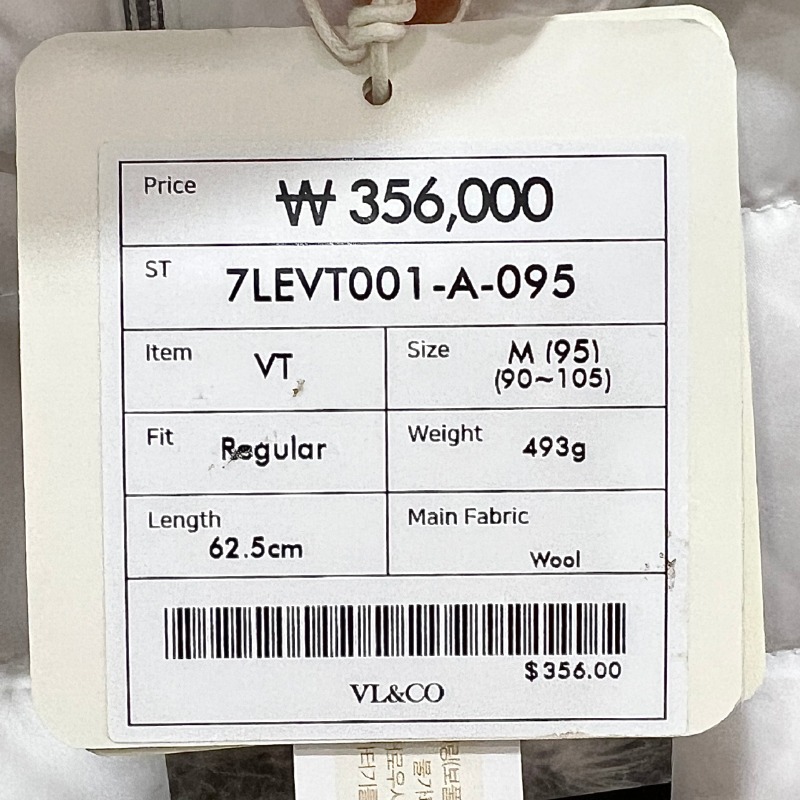 Price ₩ 356,000
ST 7LEVT001-A-095
Item VT
Size M (95)
(90~105)
Fit Regular
Weight 493g
Length
62.5cm
Main Fabric
Wool
$356.00
VL&CO